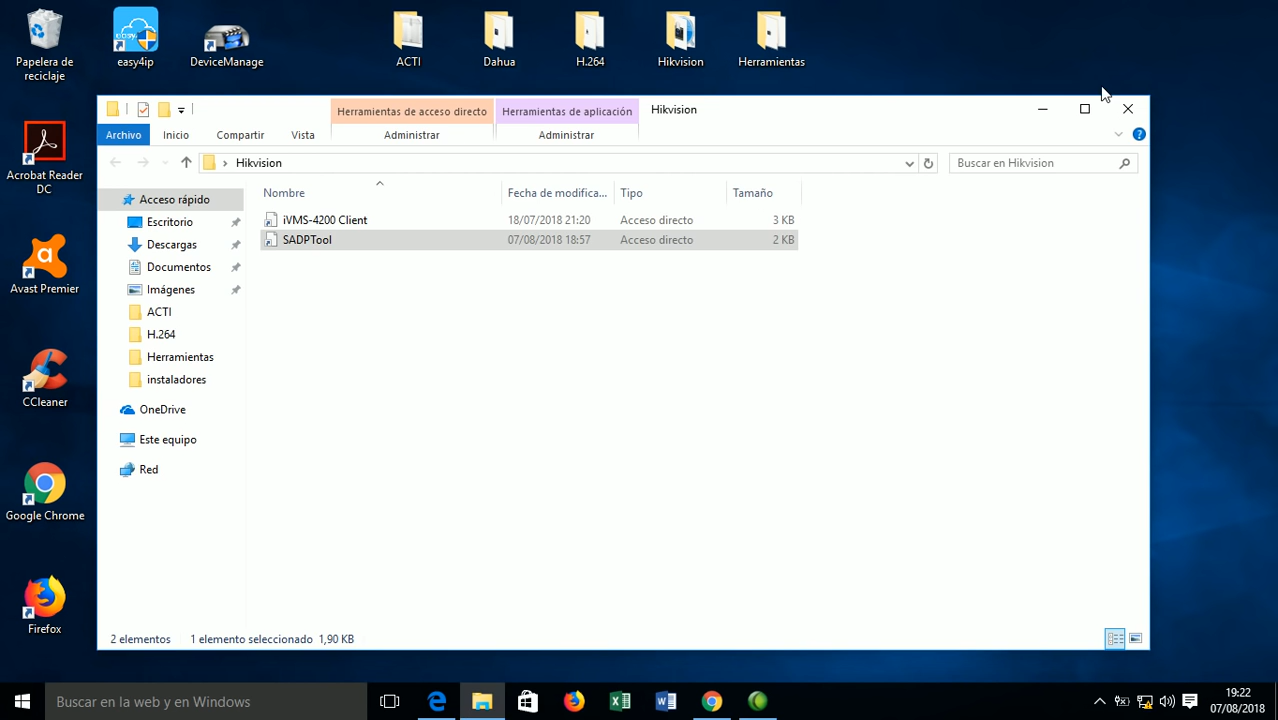 Papelera de
reciclaje
easy4ip
DeviceManage
ACTI
Dahua
H.264
Hikvision
Herramientas
Acrobat Reader
DC
Avast Premier
CCleaner
Google Chrome
Firefox
Herramientas de acceso directo
Herramientas de aplicación
Hikvision
Archivo
Inicio
Compartir
Vista
Administrar
Administrar
Hikvision
Buscar en Hikvision
Nombre
Fecha de modifica...
Tipo
Tamaño
iVMS-4200 Client
18/07/2018 21:20
Acceso directo
3 KB
SADPTool
07/08/2018 18:57
Acceso directo
2 KB
Acceso rápido
Escritorio
Descargas
Documentos
Imágenes
ACTI
H.264
Herramientas
instaladores
OneDrive
Este equipo
Red
2 elementos
1 elemento seleccionado 1,90 KB
Buscar en la web y en Windows
19:22
07/08/2018